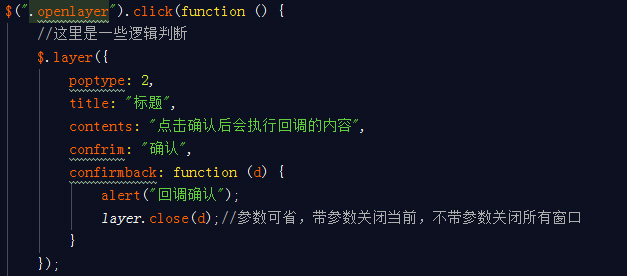 $(".openlayer").click(function () {
//这里是一些逻辑判断
$.layer({
poptype: 2,
title: "标题",
contents: "点击确认后会执行回调的内容",
confrim: "确认",
confirmback: function (d) {
alert("回调确认");
layer.close(d);//参数可省，带参数关闭当前，不带参数关闭所有窗口
}
});